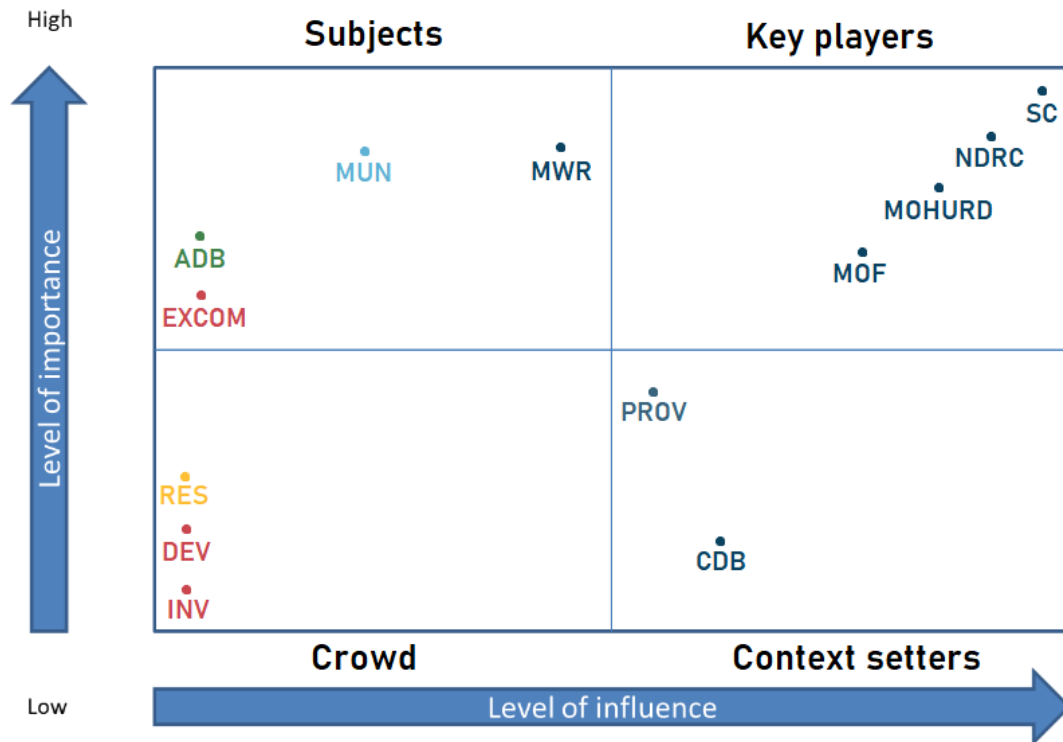 High
Subjects
Key players
SC
NDRC
MUN
MWR
MOHURD
ADB
MOF
EXCOM
Level of importance
PROV
RES
DEV
CDB
INV
Crowd
Context setters
Low
Level of influence